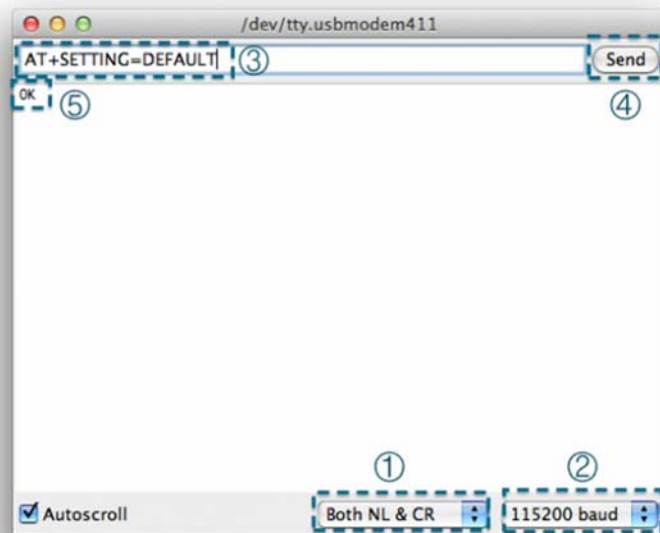 /dev/tty.usbmodem411
AT+SETTING=DEFAULT ③ Send
OK ⑤ ④
① ②
Autoscroll Both NL & CR 115200 baud